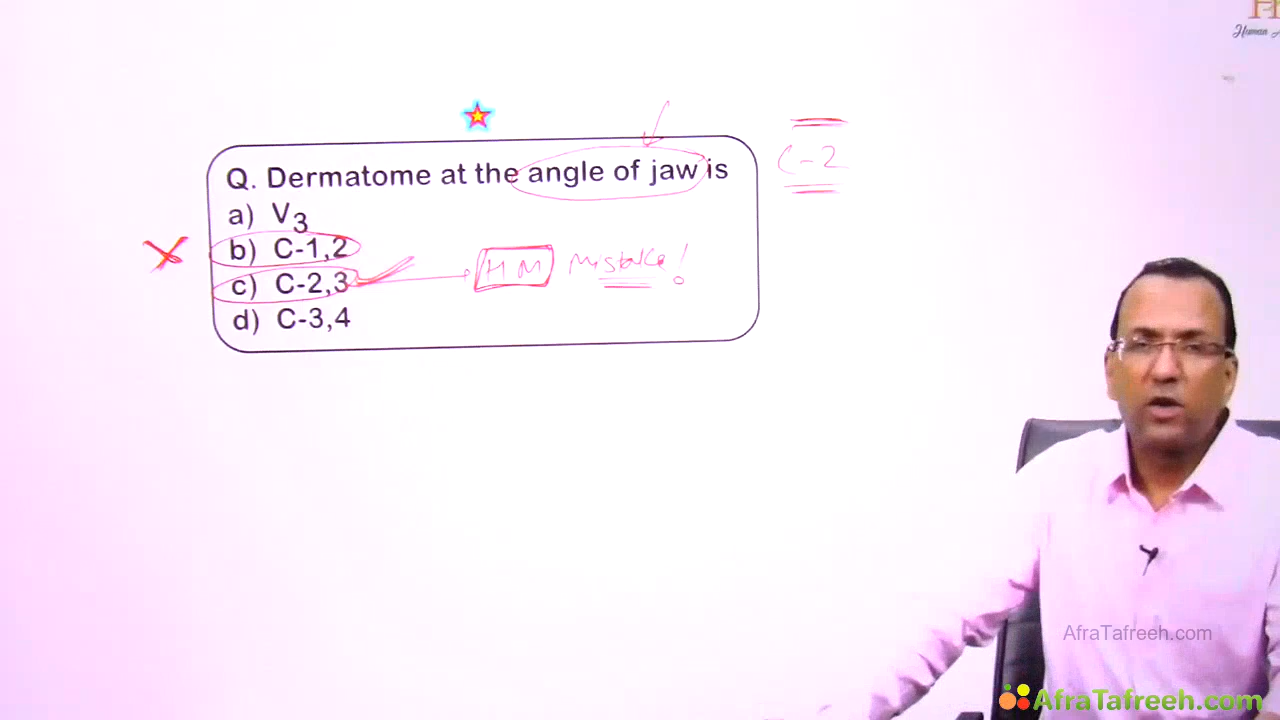 Q. Dermatome at the angle of jaw is
a) V3
b) C-1,2
c) C-2,3
d) C-3,4
C-2
HM Mistake!
AfraTafreeh.com
AfraTafreeh.com